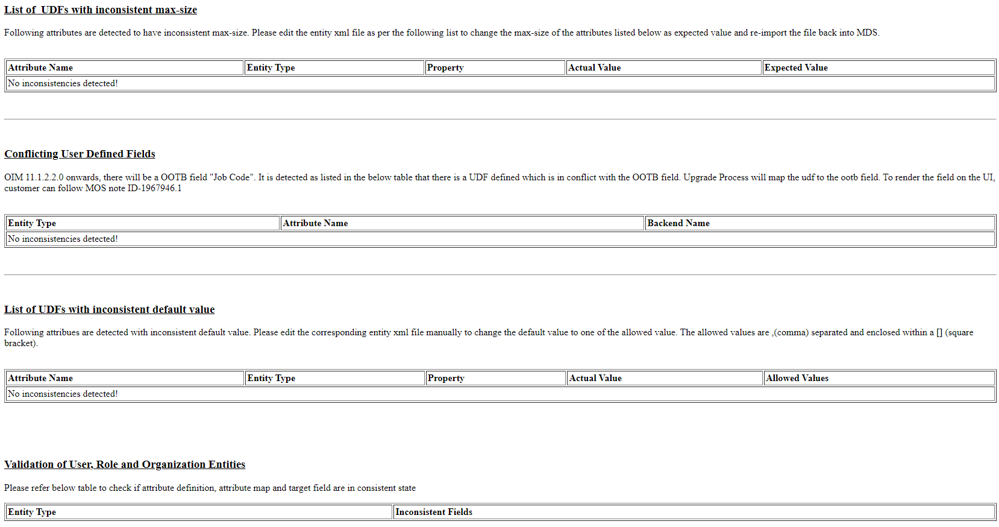 List of  UDFs with inconsistent max-size
Following attributes are detected to have inconsistent max-size. Please edit the entity xml file as per the following list to change the max-size of the attributes listed below as expected value and re-import the file back into MDS.
Attribute Name Entity Type Property Actual Value Expected Value
No inconsistencies detected!
Conflicting User Defined Fields
OIM 11.1.2.2.0 onwards, there will be a OOTB field "Job Code". It is detected as listed in the below table that there is a UDF defined which is in conflict with the OOTB field. Upgrade Process will map the udf to the ootb field. To render the field on the UI,
customer can follow MOS note ID-1967946.1
Entity Type Attribute Name Backend Name
No inconsistencies detected!
List of UDFs with inconsistent default value
Following attribues are detected with inconsistent default value. Please edit the corresponding entity xml file manually to change the default value to one of the allowed value. The allowed values are ,(comma) separated and enclosed within a [] (square
bracket).
Attribute Name Entity Type Property Actual Value Allowed Values
No inconsistencies detected!
Validation of User, Role and Organization Entities
Please refer below table to check if attribute definition, attribute map and target field are in consistent state
Entity Type Inconsistent Fields